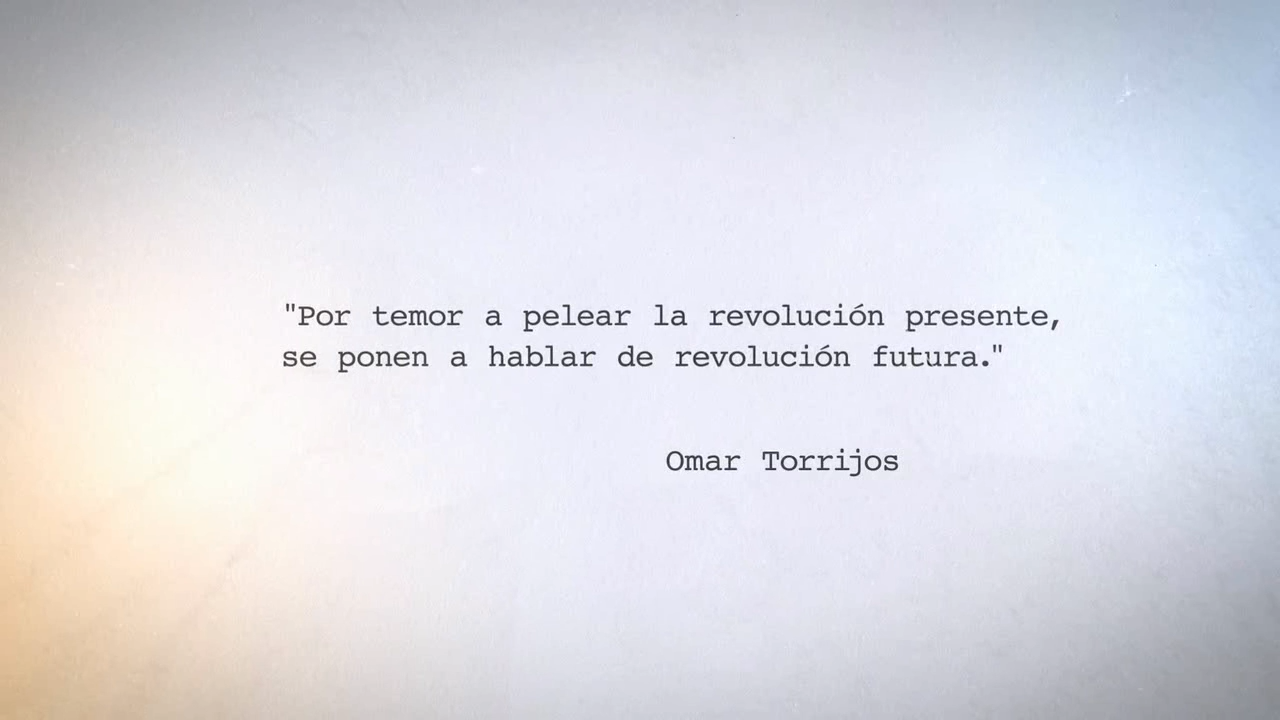 "Por temor a pelear la revolución presente,
se ponen a hablar de revolución futura."
Omar Torrijos